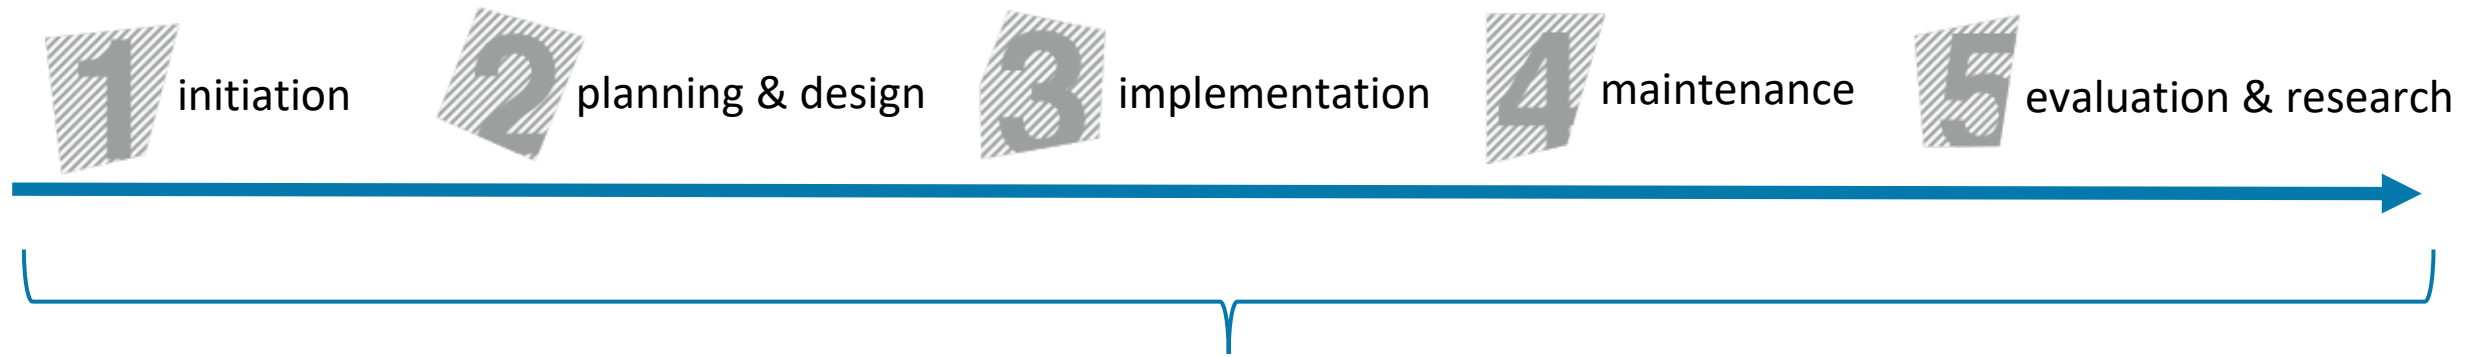 1 initiation 2 planning & design 3 implementation 4 maintenance 5 evaluation & research